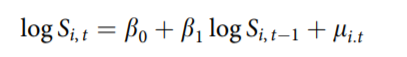 log S_{i,t} = β_0 + β_1 log S_{i,t−1} + μ_{i.t}